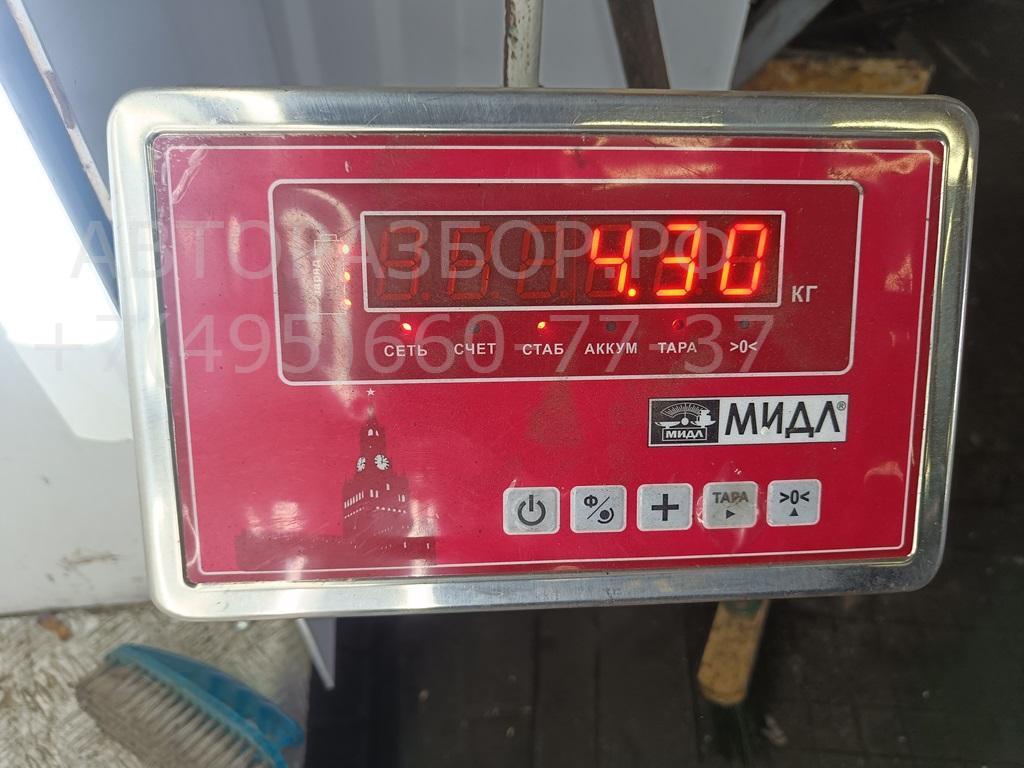 АВТОРАЗБОР.РФ
+7(495)660-77-37
4.30
кг
СЕТЬ СЧЕТ СТАБ АККУМ ТАРА >0<
МИДЛ МИДЛ®
Ф ТАРА >0<